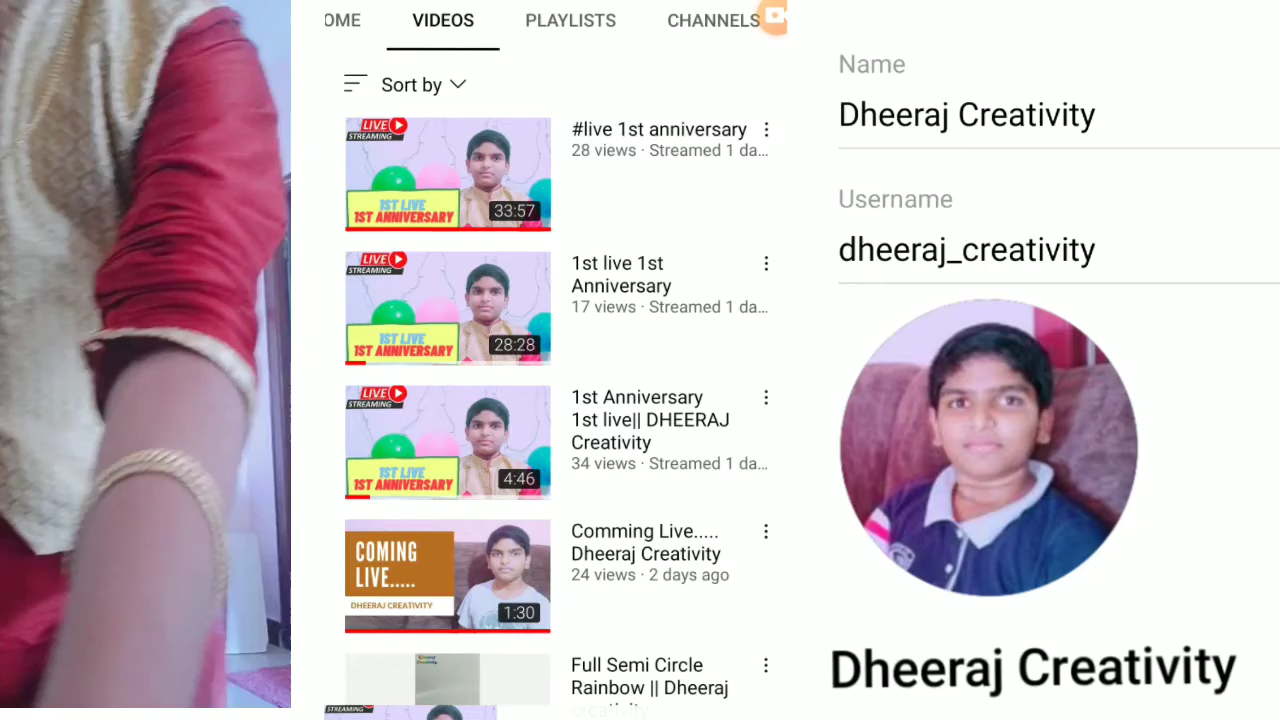 OME
VIDEOS
PLAYLISTS
CHANNELS
Sort by
LIVE
STREAMING
1ST LIVE
1ST ANNIVERSARY
33:57
#live 1st anniversary
28 views · Streamed 1 da...
LIVE
STREAMING
1ST LIVE
1ST ANNIVERSARY
28:28
1st live 1st
Anniversary
17 views · Streamed 1 da...
LIVE
STREAMING
1ST LIVE
1ST ANNIVERSARY
4:46
1st Anniversary
1st live|| DHEERAJ
Creativity
34 views · Streamed 1 da...
COMING
LIVE.....
DHEERAJ CREATIVITY
1:30
Comming Live.....
Dheeraj Creativity
24 views · 2 days ago
Full Semi Circle
Rainbow || Dheeraj
creativity
STREAMING
Name
Dheeraj Creativity
Username
dheeraj_creativity
Dheeraj Creativity